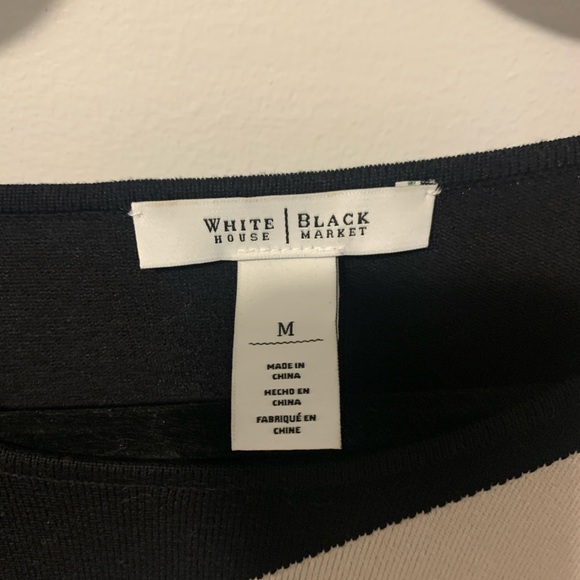 WHITE | BLACK
HOUSE | MARKET
M
MADE IN
CHINA
HECHO EN
CHINA
FABRIQUÉ EN
CHINE